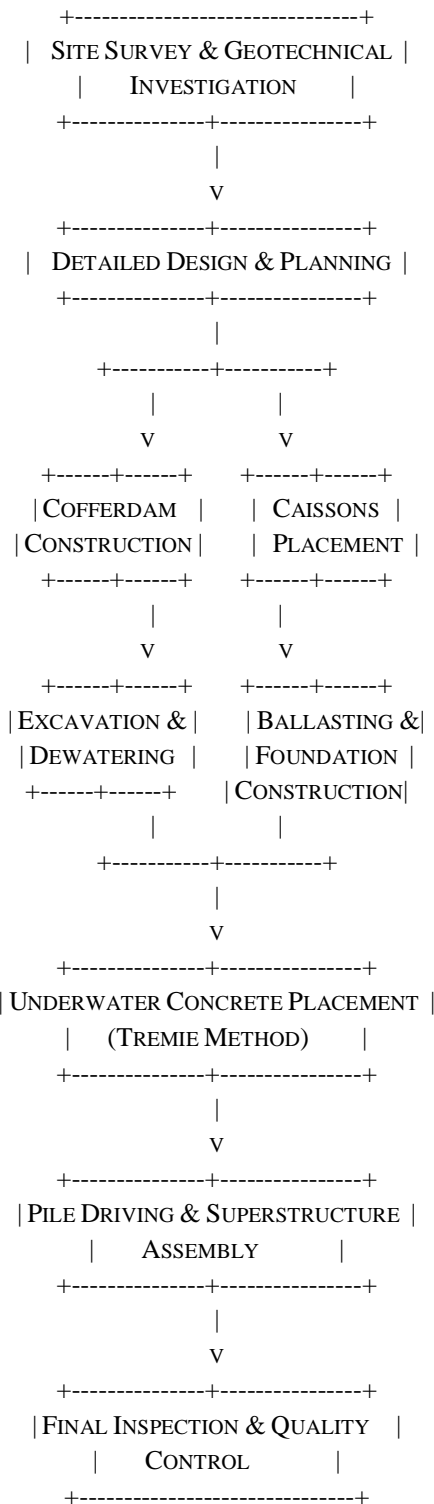 +-------------------------------+
| SITE SURVEY & GEOTECHNICAL |
| INVESTIGATION |
+---------------+----------------+
|
v
+---------------+----------------+
| DETAILED DESIGN & PLANNING |
+---------------+----------------+
|
+-----------+-----------+
| |
v v
+------+------+ +------+------+
| COFFERDAM | | CAISSONS |
| CONSTRUCTION | | PLACEMENT |
+------+------+ +------+------+
| |
v v
+------+------+ +------+------+
| EXCAVATION & | | BALLASTING &|
| DEWATERING | | FOUNDATION |
+------+------+ | CONSTRUCTION|
| |
+-----------+-----------+
|
v
+---------------+----------------+
| UNDERWATER CONCRETE PLACEMENT |
| (TREMIE METHOD) |
+---------------+----------------+
|
v
+---------------+----------------+
| PILE DRIVING & SUPERSTRUCTURE |
| ASSEMBLY |
+---------------+----------------+
|
v
+---------------+----------------+
| FINAL INSPECTION & QUALITY |
| CONTROL |
+-------------------------------+